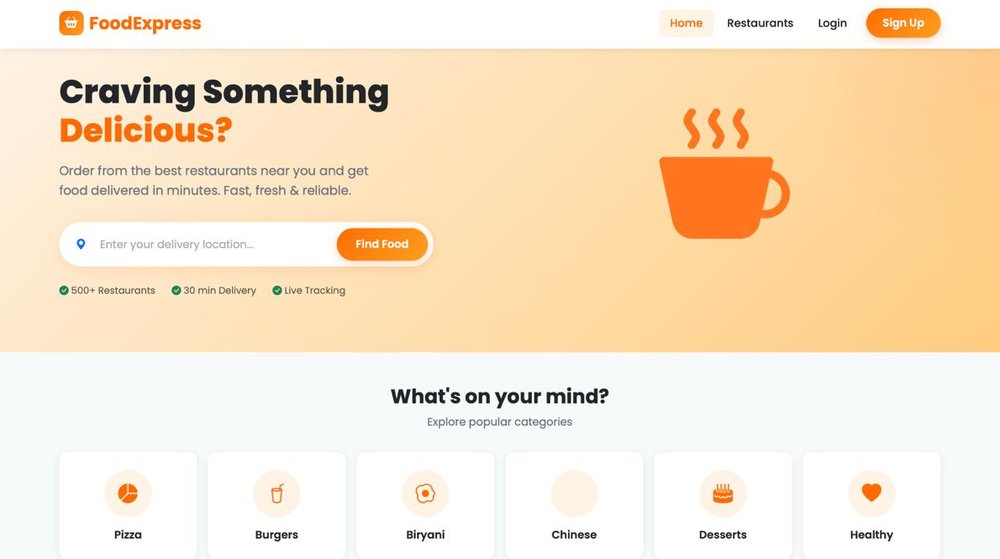 FoodExpress
Home
Restaurants
Login
Sign Up
Craving Something
Delicious?
Order from the best restaurants near you and get
food delivered in minutes. Fast, fresh & reliable.
Enter your delivery location...
Find Food
500+ Restaurants
30 min Delivery
Live Tracking
What's on your mind?
Explore popular categories
Pizza
Burgers
Biryani
Chinese
Desserts
Healthy